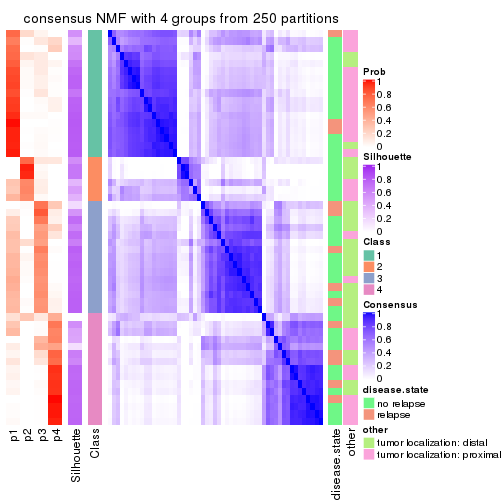 consensus NMF with 4 groups from 250 partitions
Prob
1
0.8
0.6
0.4
0.2
0
Silhouette
1
0.8
0.6
0.4
0.2
0
Class
1
2
3
4
Consensus
1
0.8
0.6
0.4
0.2
0
disease.state
no relapse
relapse
other
tumor localization: distal
tumor localization: proximal
p1
p2
p3
p4
Silhouette
Class
disease.state
other